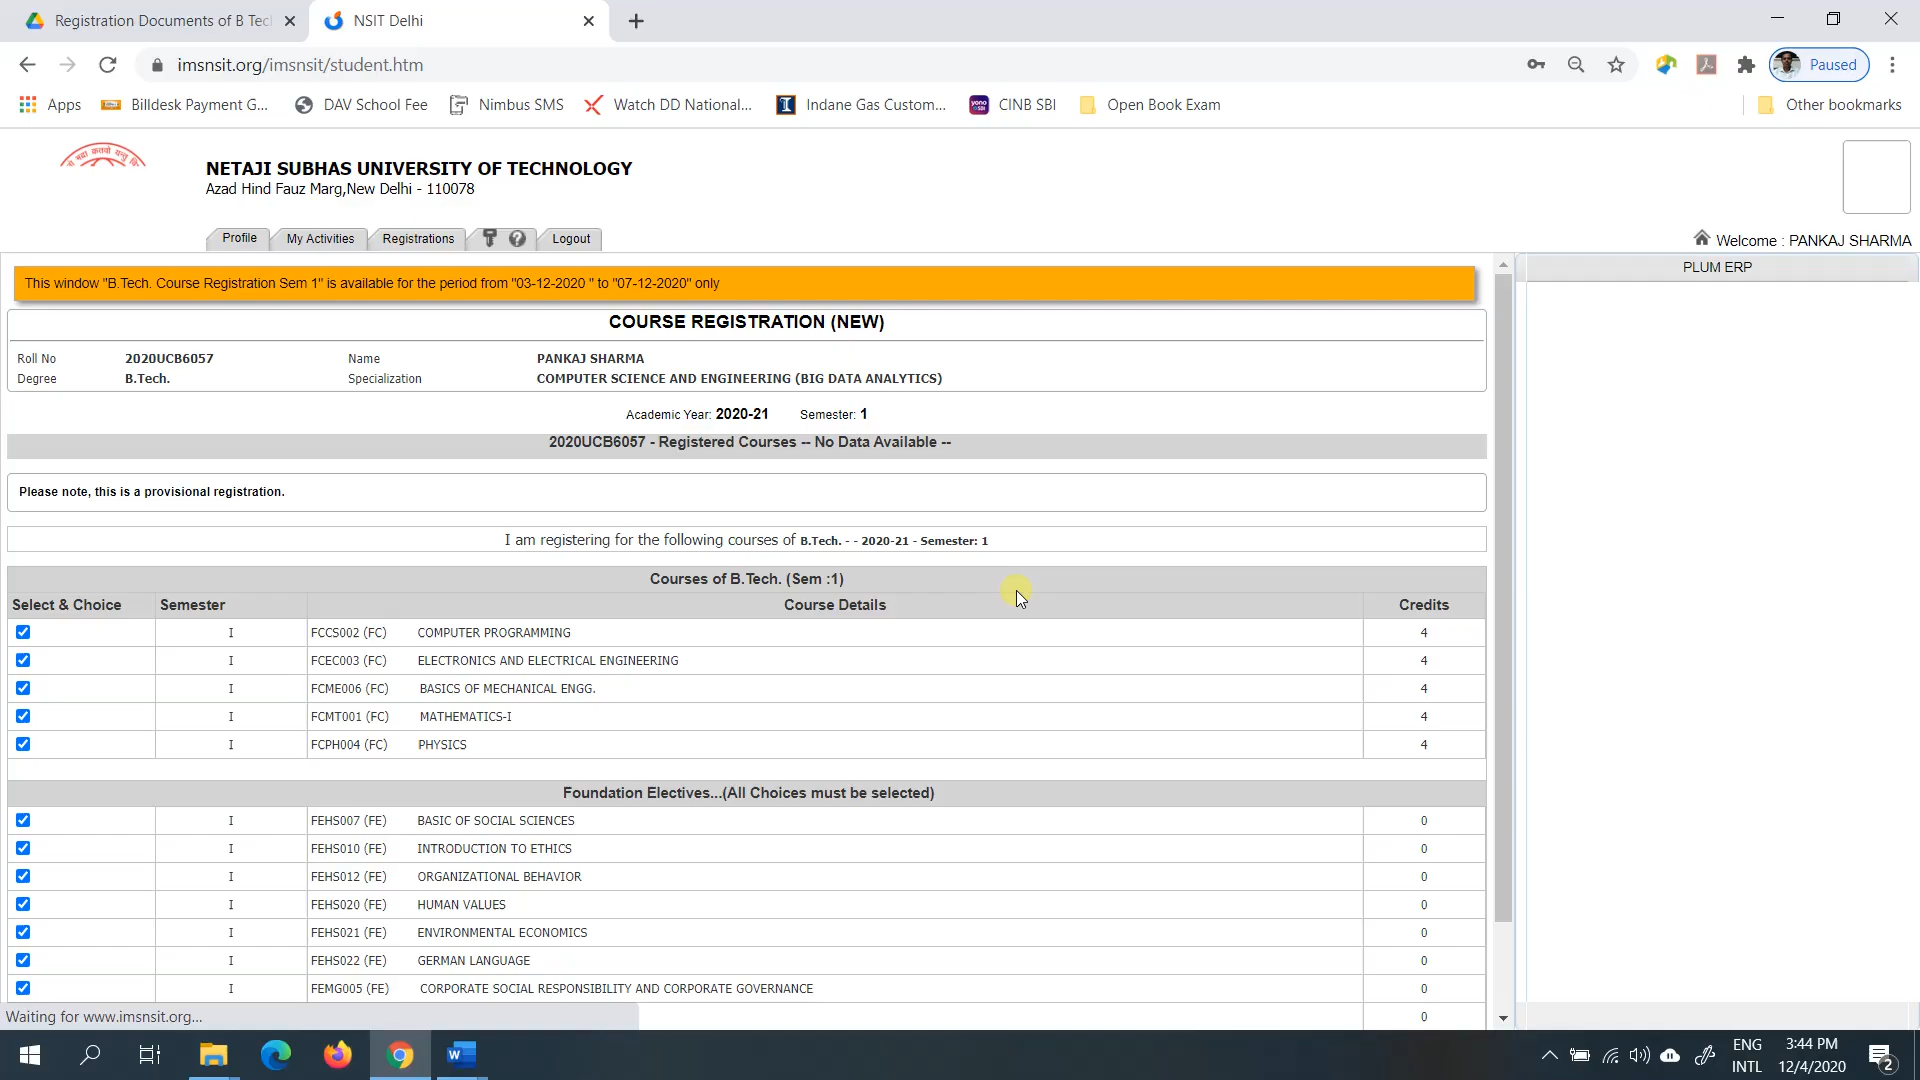 Registration Documents of B Tec
NSIT Delhi
imsnsit.org/imsnsit/student.htm
Paused
Apps
Billdesk Payment G...
DAV School Fee
Nimbus SMS
Watch DD National...
Indane Gas Custom...
CINB SBI
Open Book Exam
Other bookmarks
NETAJI SUBHAS UNIVERSITY OF TECHNOLOGY
Azad Hind Fauz Marg,New Delhi - 110078
Profile
My Activities
Registrations
Logout
Welcome : PANKAJ SHARMA
PLUM ERP
This window "B.Tech. Course Registration Sem 1" is available for the period from "03-12-2020 " to "07-12-2020" only
COURSE REGISTRATION (NEW)
Roll No 2020UCB6057 Name PANKAJ SHARMA
Degree B.Tech. Specialization COMPUTER SCIENCE AND ENGINEERING (BIG DATA ANALYTICS)
Academic Year: 2020-21 Semester: 1
2020UCB6057 - Registered Courses -- No Data Available --
Please note, this is a provisional registration.
I am registering for the following courses of B.Tech. - - 2020-21 - Semester: 1
Courses of B.Tech. (Sem :1)
Select & Choice Semester Course Details Credits
I FCCS002 (FC) COMPUTER PROGRAMMING 4
I FCEC003 (FC) ELECTRONICS AND ELECTRICAL ENGINEERING 4
I FCME006 (FC) BASICS OF MECHANICAL ENGG. 4
I FCMT001 (FC) MATHEMATICS-I 4
I FCPH004 (FC) PHYSICS 4
Foundation Electives...(All Choices must be selected)
I FEHS007 (FE) BASIC OF SOCIAL SCIENCES 0
I FEHS010 (FE) INTRODUCTION TO ETHICS 0
I FEHS012 (FE) ORGANIZATIONAL BEHAVIOR 0
I FEHS020 (FE) HUMAN VALUES 0
I FEHS021 (FE) ENVIRONMENTAL ECONOMICS 0
I FEHS022 (FE) GERMAN LANGUAGE 0
I FEMG005 (FE) CORPORATE SOCIAL RESPONSIBILITY AND CORPORATE GOVERNANCE 0
0
Waiting for www.imsnsit.org...
ENG
INTL
3:44 PM
12/4/2020
2